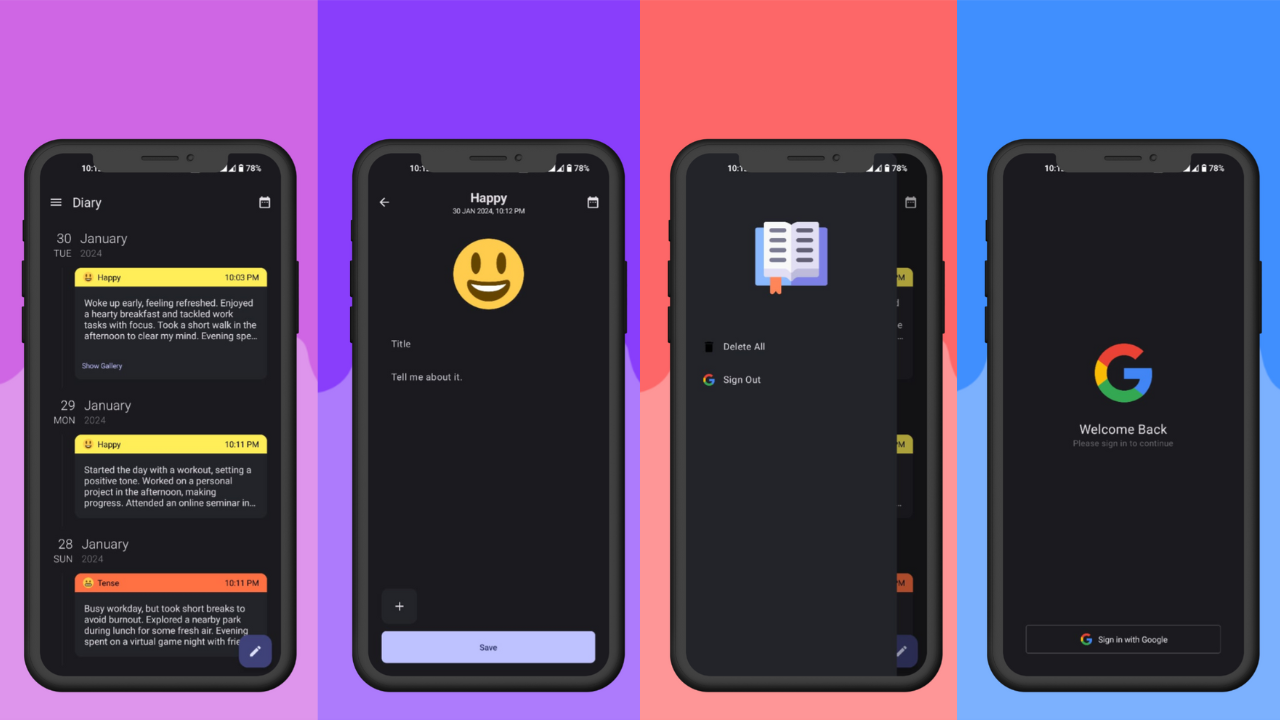 10:1
78%
Diary
30 January
TUE 2024
Happy 10:03 PM
Woke up early, feeling refreshed. Enjoyed
a hearty breakfast and tackled work
tasks with focus. Took a short walk in the
afternoon to clear my mind. Evening spe...
Show Gallery
29 January
MON 2024
Happy 10:11 PM
Started the day with a workout, setting a
positive tone. Worked on a personal
project in the afternoon, making
progress. Attended an online seminar in...
28 January
SUN 2024
Tense 10:11 PM
Busy workday, but took short breaks to
avoid burnout. Explored a nearby park
during lunch for some fresh air. Evening
spent on a virtual game night with frie
10:1
78%
Happy
30 JAN 2024, 10:12 PM
Title
Tell me about it.
+
Save
10:1
78%
Delete All
Sign Out
M
M
M
10:1
78%
G
Welcome Back
Please sign in to continue
Sign in with Google